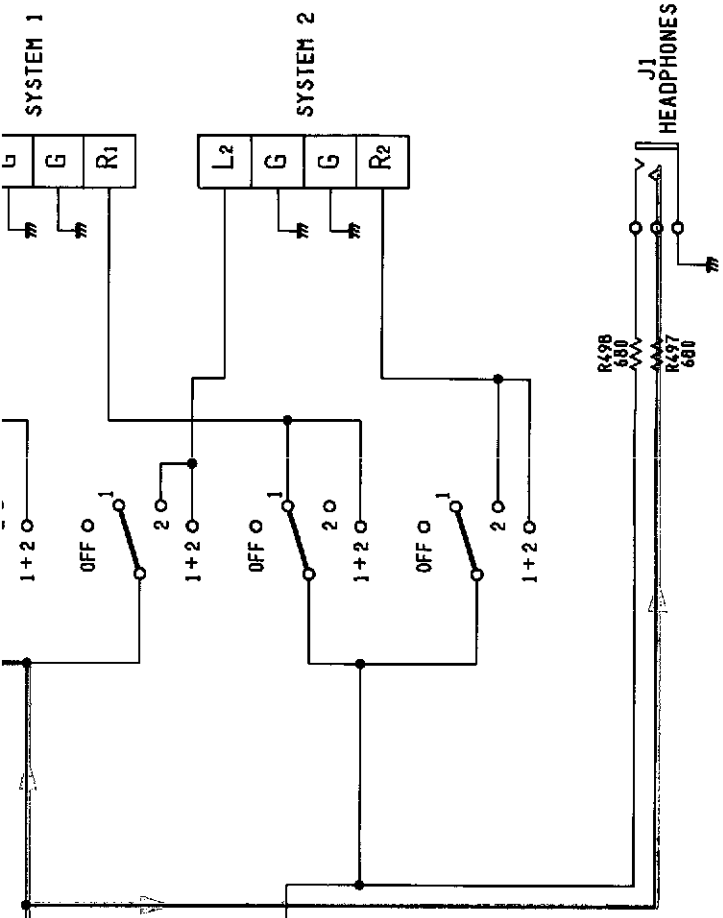 SYSTEM 1
SYSTEM 2
J1
HEADPHONES
G
R1
L2
G
G
R2
R498
680
R497
680
1+2
OFF
1
2
1+2
OFF
1
2
1+2
OFF
1
2
1+2